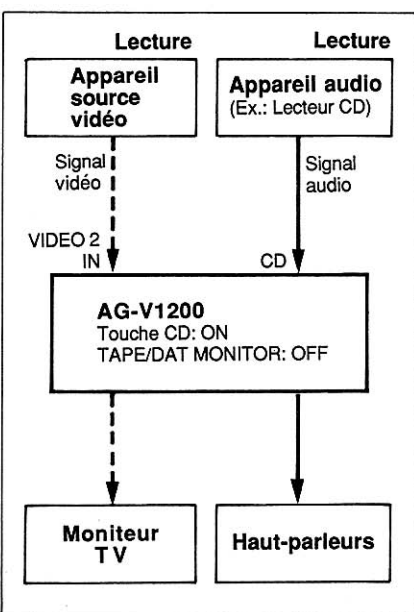 Lecture
Lecture
Appareil
source
vidéo
Appareil audio
(Ex.: Lecteur CD)
Signal
vidéo
Signal
audio
VIDEO 2
IN
CD
AG-V1200
Touche CD: ON
TAPE/DAT MONITOR: OFF
Moniteur
TV
Haut-parleurs